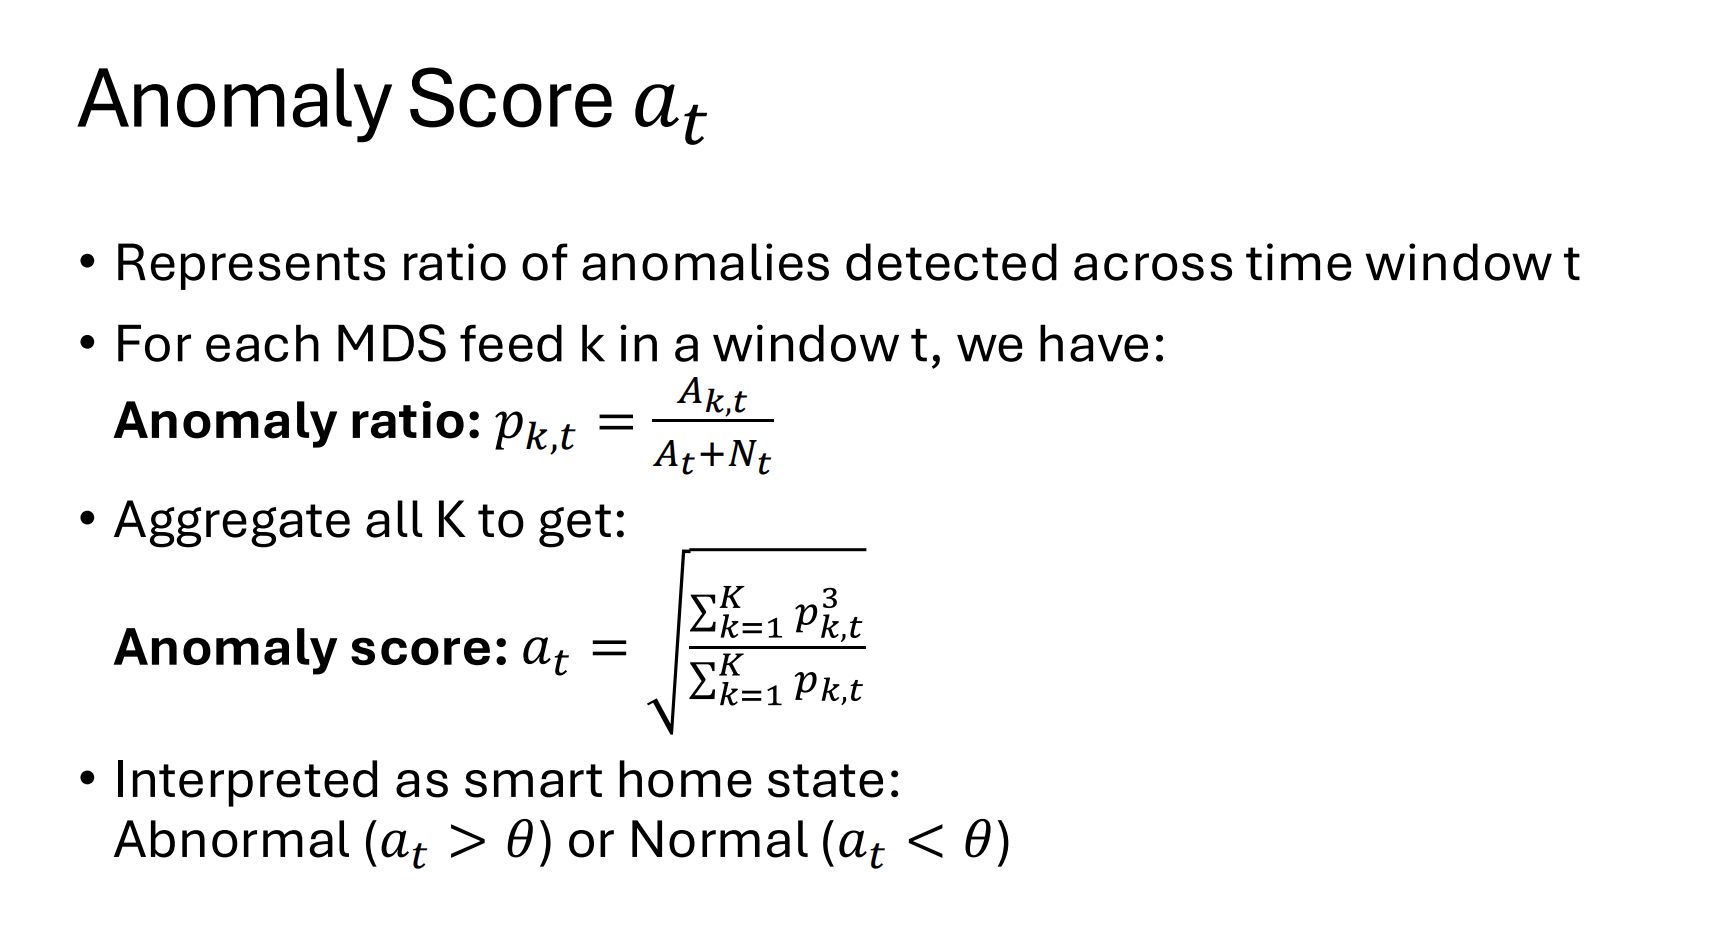 Anomaly Score $a_t$
• Represents ratio of anomalies detected across time window t
• For each MDS feed k in a window t, we have:
Anomaly ratio: $p_{k,t} = \frac{A_{k,t}}{A_t + N_t}$
• Aggregate all K to get:
Anomaly score: $a_t = \sqrt{\frac{\sum_{k=1}^{K} p_{k,t}^3}{\sum_{k=1}^{K} p_{k,t}}}$
• Interpreted as smart home state:
Abnormal ($a_t > \theta$) or Normal ($a_t < \theta$)